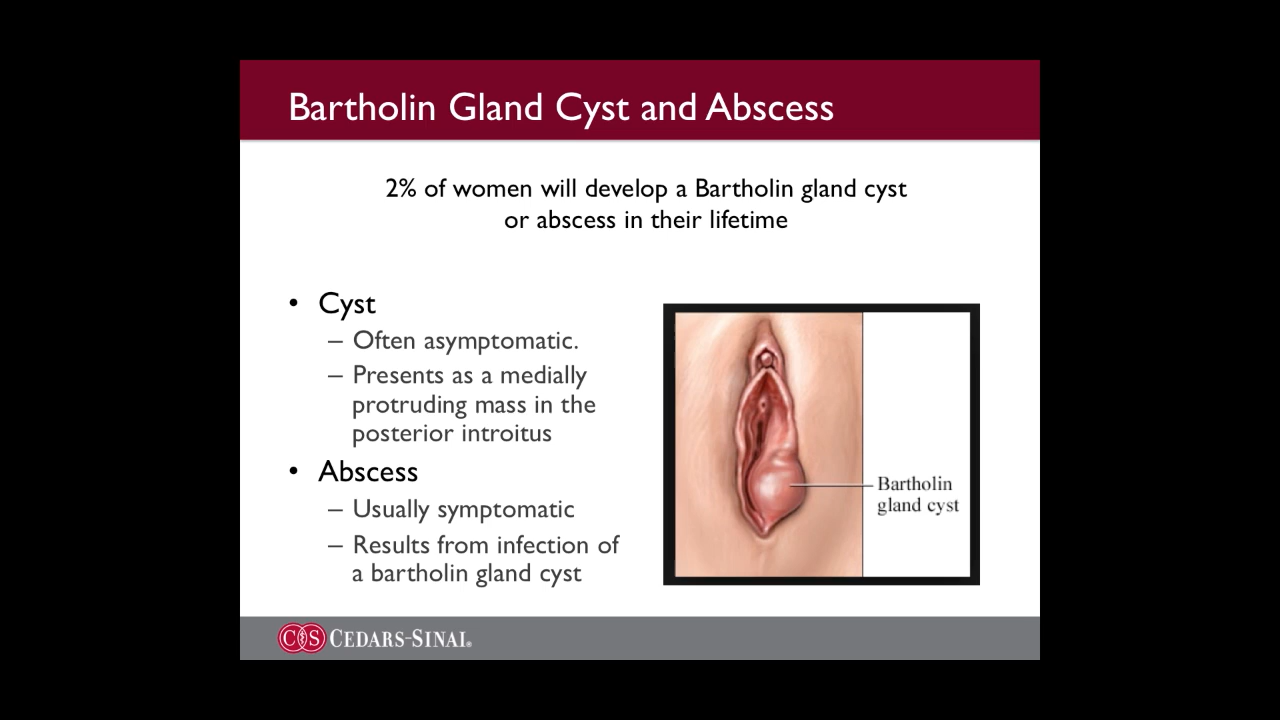 Bartholin Gland Cyst and Abscess
2% of women will develop a Bartholin gland cyst
or abscess in their lifetime
• Cyst
– Often asymptomatic.
– Presents as a medially
protruding mass in the
posterior introitus
• Abscess
– Usually symptomatic
– Results from infection of
a bartholin gland cyst
Bartholin
gland cyst
CS CEDARS-SINAI®